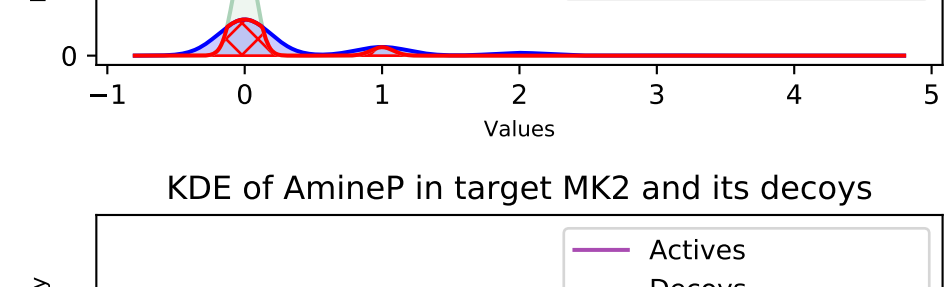 0
−1 0 1 2 3 4 5
Values
KDE of AmineP in target MK2 and its decoys
Actives
Decoys